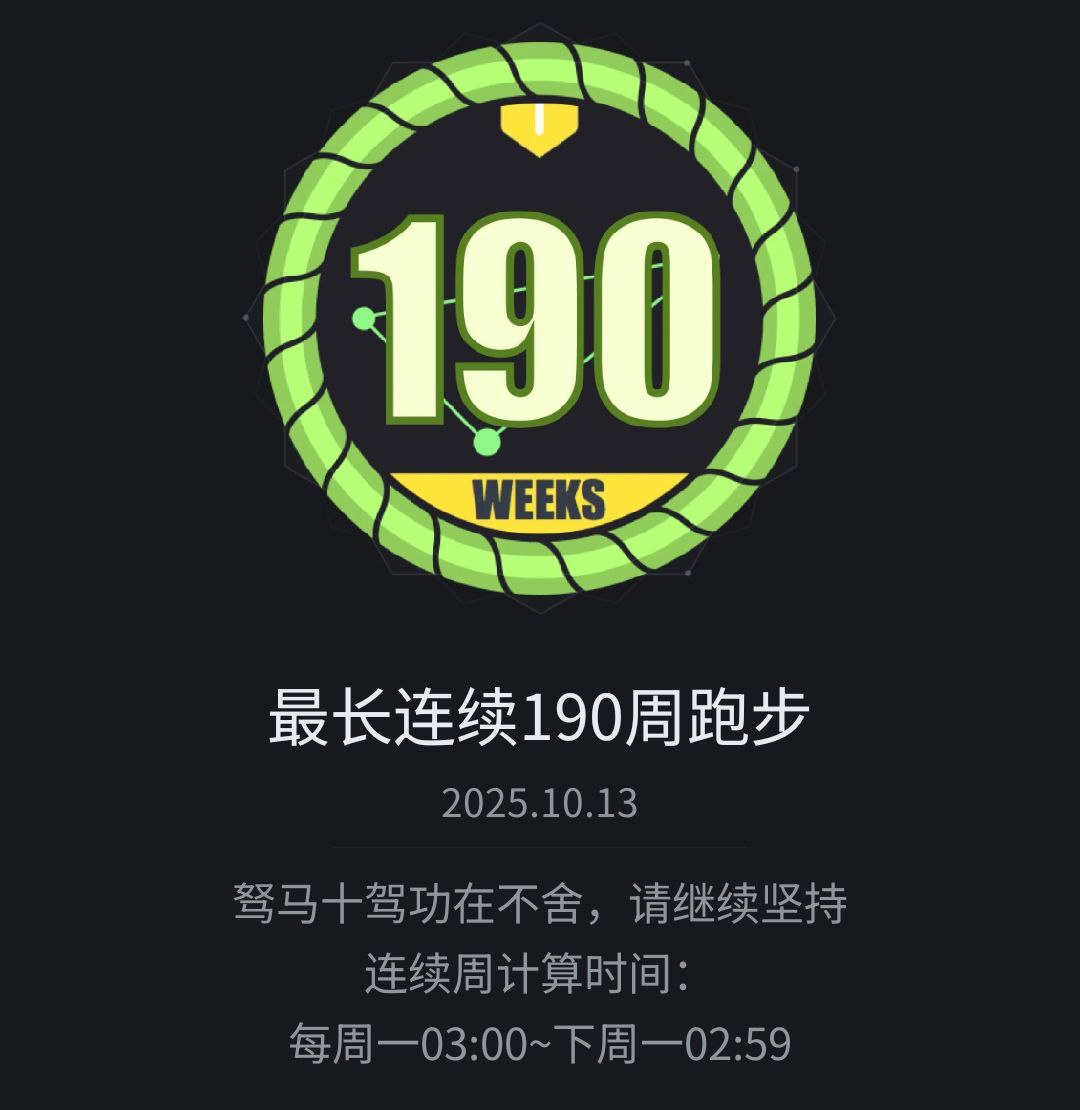 190
WEEKS
最长连续190周跑步
2025.10.13
驽马十驾功在不舍，请继续坚持
连续周计算时间：
每周一03:00~下周一02:59